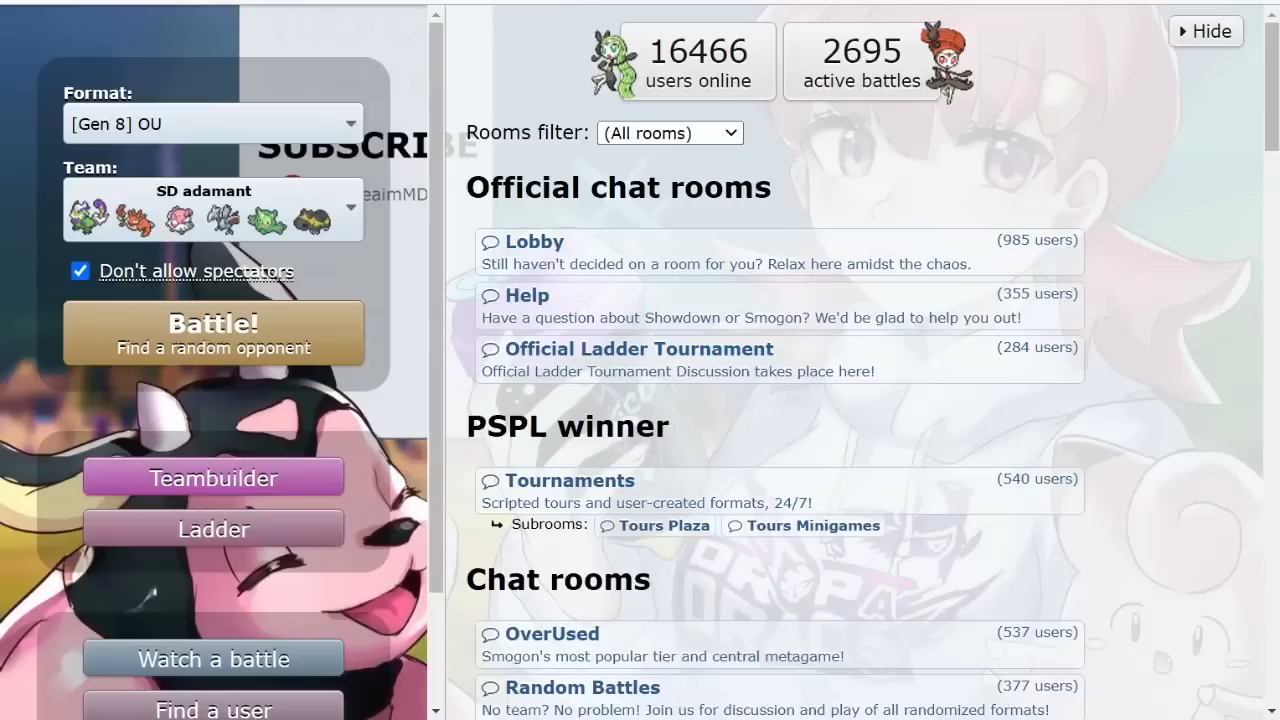 Format:
[Gen 8] OU
SUBSCRIBE
Team:
SD adamant
Don't allow spectators
Battle!
Find a random opponent
Teambuilder
Ladder
Watch a battle
Find a user
16466
users online
2695
active battles
Hide
Rooms filter: (All rooms)
Official chat rooms
Lobby (985 users)
Still haven't decided on a room for you? Relax here amidst the chaos.
Help (355 users)
Have a question about Showdown or Smogon? We'd be glad to help you out!
Official Ladder Tournament (284 users)
Official Ladder Tournament Discussion takes place here!
PSPL winner
Tournaments (540 users)
Scripted tours and user-created formats, 24/7!
Subrooms: Tours Plaza Tours Minigames
Chat rooms
OverUsed (537 users)
Smogon's most popular tier and central metagame!
Random Battles (377 users)
No team? No problem! Join us for discussion and play of all randomized formats!